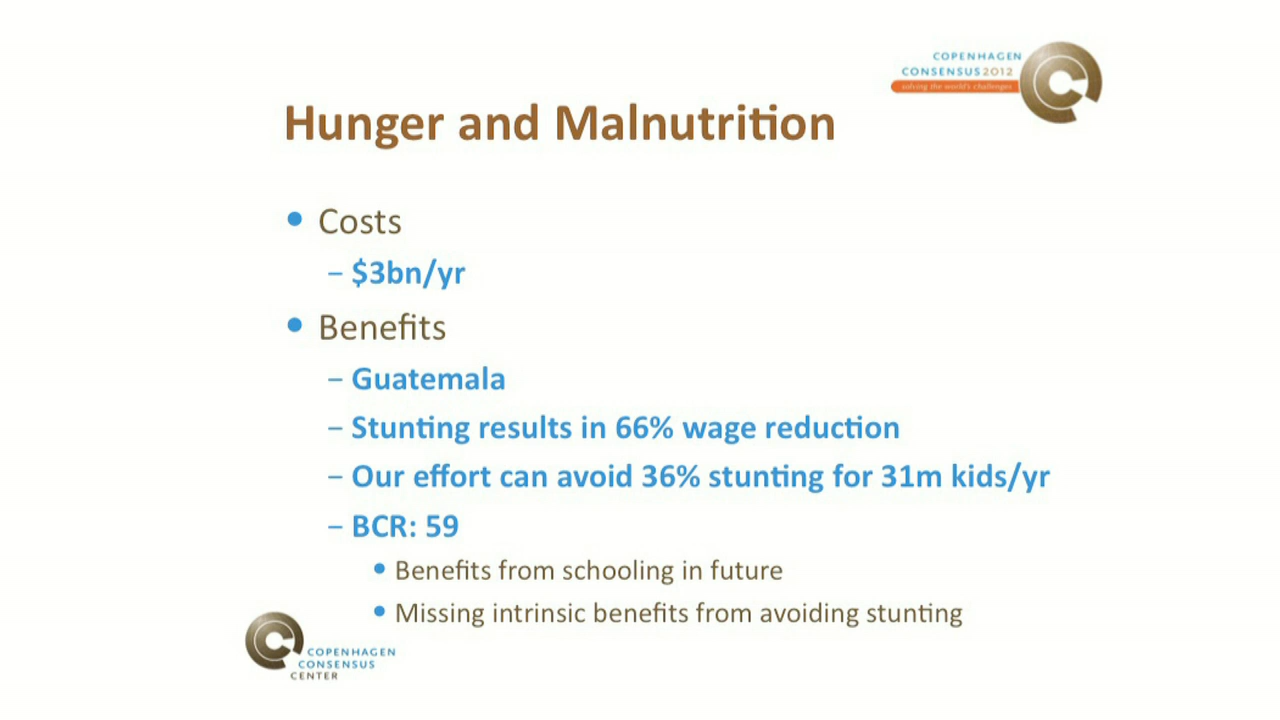 COPENHAGEN
CONSENSUS 2012
solving the world's challenges
Hunger and Malnutrition
• Costs
– $3bn/yr
• Benefits
– Guatemala
– Stunting results in 66% wage reduction
– Our effort can avoid 36% stunting for 31m kids/yr
– BCR: 59
• Benefits from schooling in future
• Missing intrinsic benefits from avoiding stunting
COPENHAGEN
CONSENSUS
CENTER